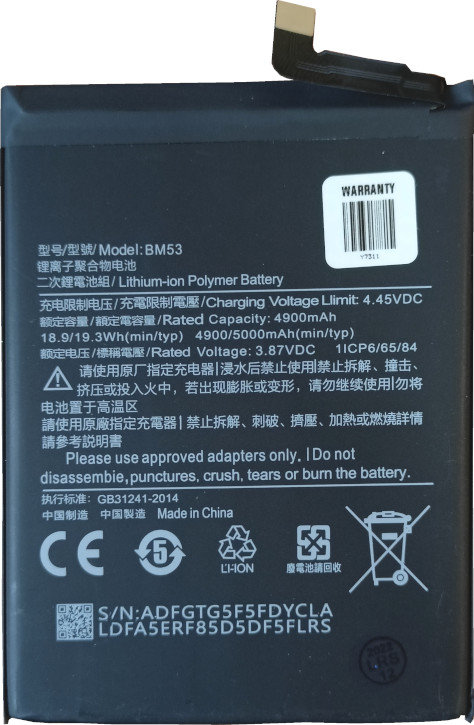 WARRANTY
Y7311
型号/型號/Model: BM53
锂离子聚合物电池
二次鋰電池組/Lithium-ion Polymer Battery
充电限制电压/充電限制電壓/Charging Voltage Llimit: 4.45VDC
额定容量/額定容量/Rated Capacity: 4900mAh
18.9/19.3Wh(min/typ) 4900/5000mAh(min/typ)
额定电压/標稱電壓/Rated Voltage: 3.87VDC 1ICP6/65/84
请使用原厂指定充电器|浸水后禁止使用禁止拆解、撞击、
挤压或投入火中，若出现膨胀或变形，请勿继续使用|勿将
电池置于高温区
請使用原廠指定充電器|禁止拆解、刺破、擠壓、加熱或燃燒詳情
請參考說明書
Please use approved adapters only. I Do not
disassemble,punctures, crush, tears or burn the battery.
执行标准：GB31241-2014
中国制造 中國製造 Made in China
CE
5
LI-ION
廢電池請回收
S/N:ADFGTG5F5FDYCLA
LDFA5ERF85D5DF5FLRS
2022
12